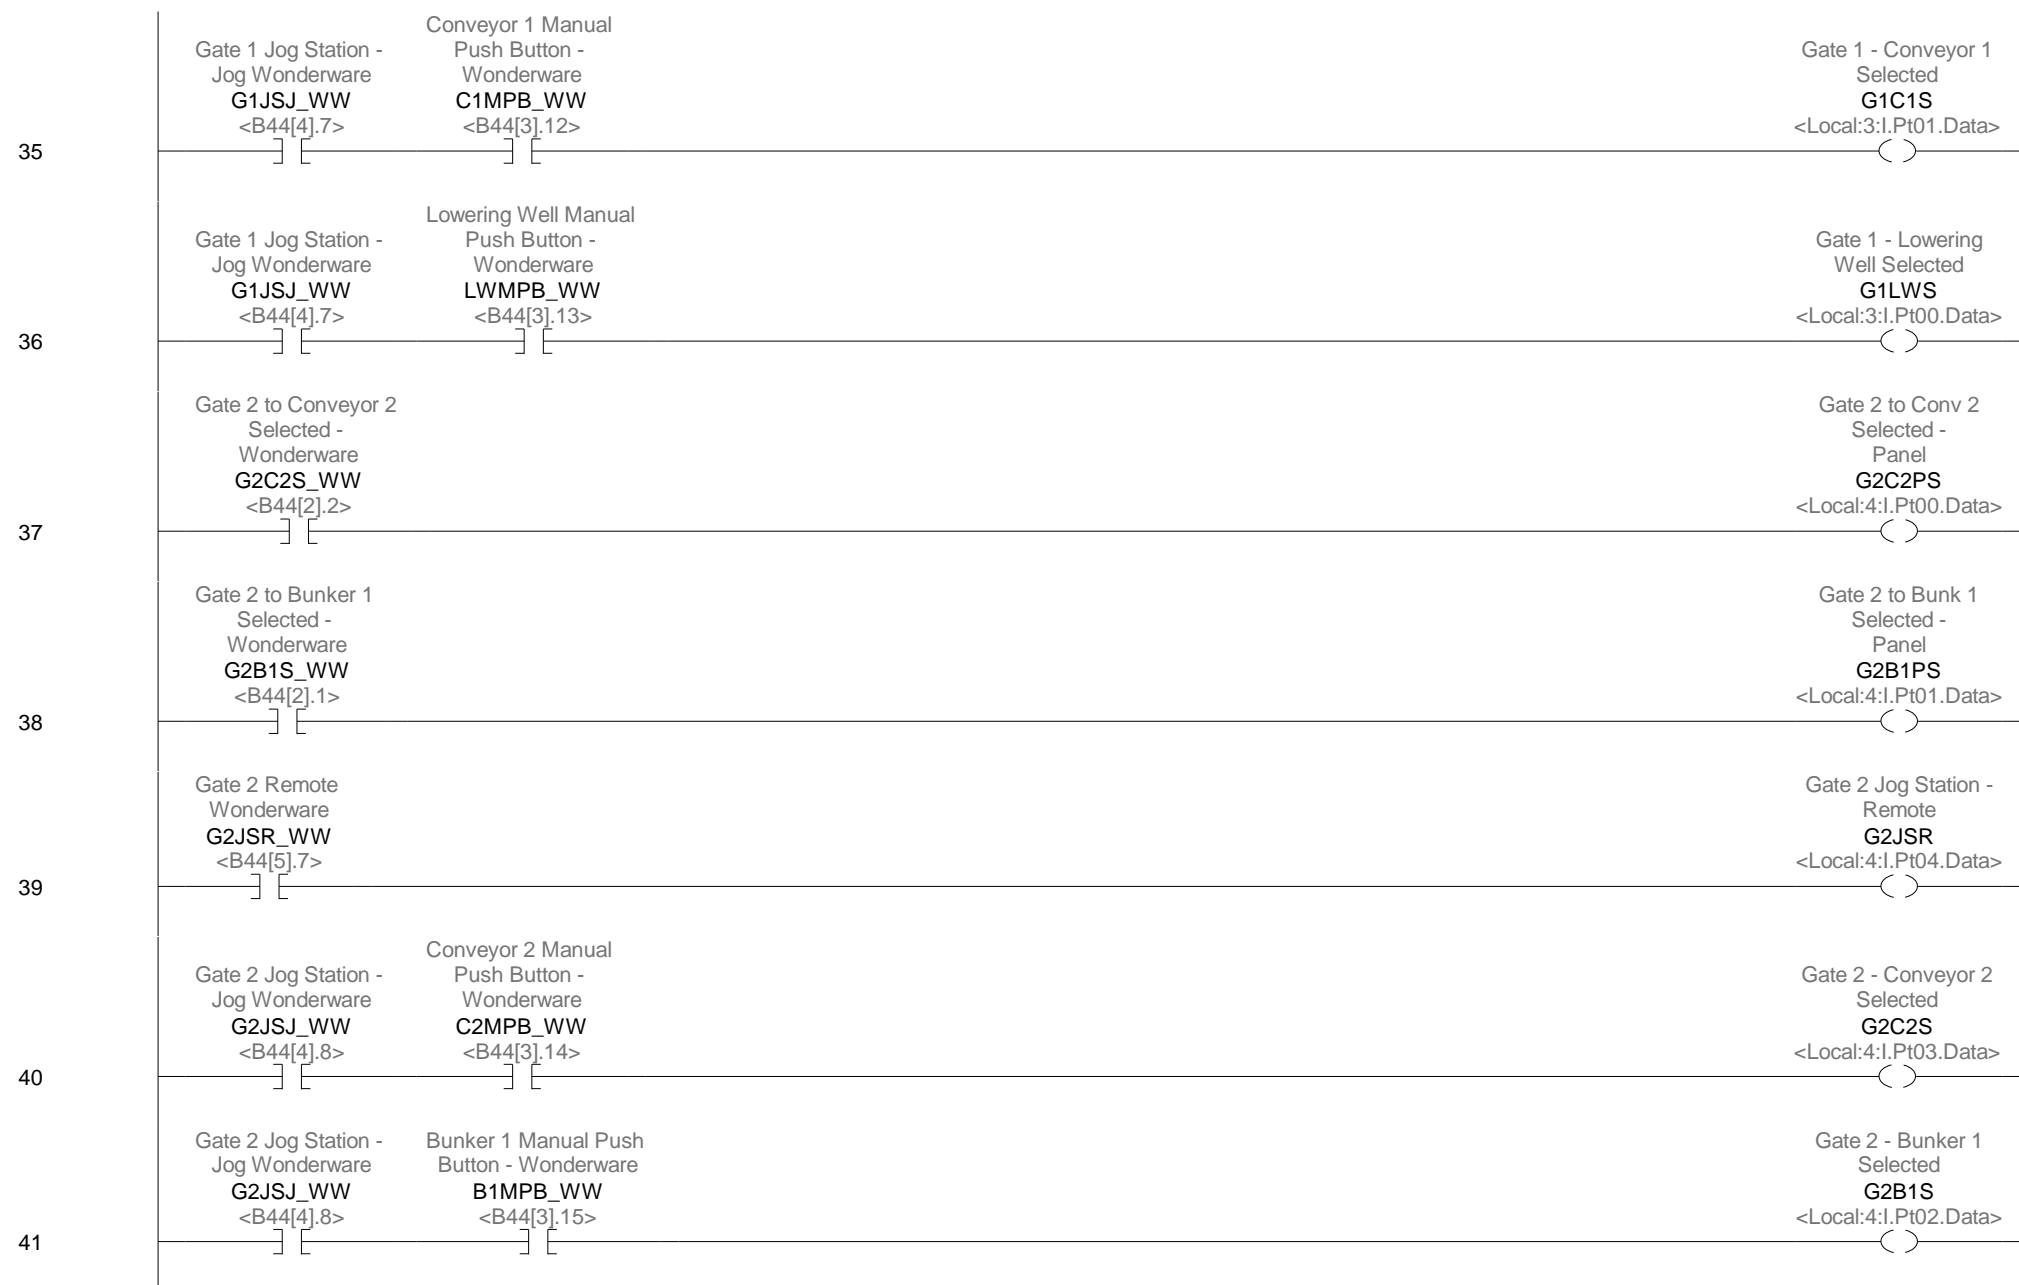 Conveyor 1 Manual
Gate 1 Jog Station - Push Button - Gate 1 - Conveyor 1
Jog Wonderware Wonderware Selected
G1JSJ_WW C1MPB_WW G1C1S
<B44[4].7> <B44[3].12> <Local:3:I.Pt01.Data>
35
Lowering Well Manual
Gate 1 Jog Station - Push Button - Gate 1 - Lowering
Jog Wonderware Wonderware Well Selected
G1JSJ_WW LWMPB_WW G1LWS
<B44[4].7> <B44[3].13> <Local:3:I.Pt00.Data>
36
Gate 2 to Conveyor 2 Gate 2 to Conv 2
Selected - Selected -
Wonderware Panel
G2C2S_WW G2C2PS
<B44[2].2> <Local:4:I.Pt00.Data>
37
Gate 2 to Bunker 1 Gate 2 to Bunk 1
Selected - Selected -
Wonderware Panel
G2B1S_WW G2B1PS
<B44[2].1> <Local:4:I.Pt01.Data>
38
Gate 2 Remote Gate 2 Jog Station -
Wonderware Remote
G2JSR_WW G2JSR
<B44[5].7> <Local:4:I.Pt04.Data>
39
Conveyor 2 Manual
Gate 2 Jog Station - Push Button - Gate 2 - Conveyor 2
Jog Wonderware Wonderware Selected
G2JSJ_WW C2MPB_WW G2C2S
<B44[4].8> <B44[3].14> <Local:4:I.Pt03.Data>
40
Gate 2 Jog Station - Bunker 1 Manual Push Gate 2 - Bunker 1
Jog Wonderware Button - Wonderware Selected
G2JSJ_WW B1MPB_WW G2B1S
<B44[4].8> <B44[3].15> <Local:4:I.Pt02.Data>
41